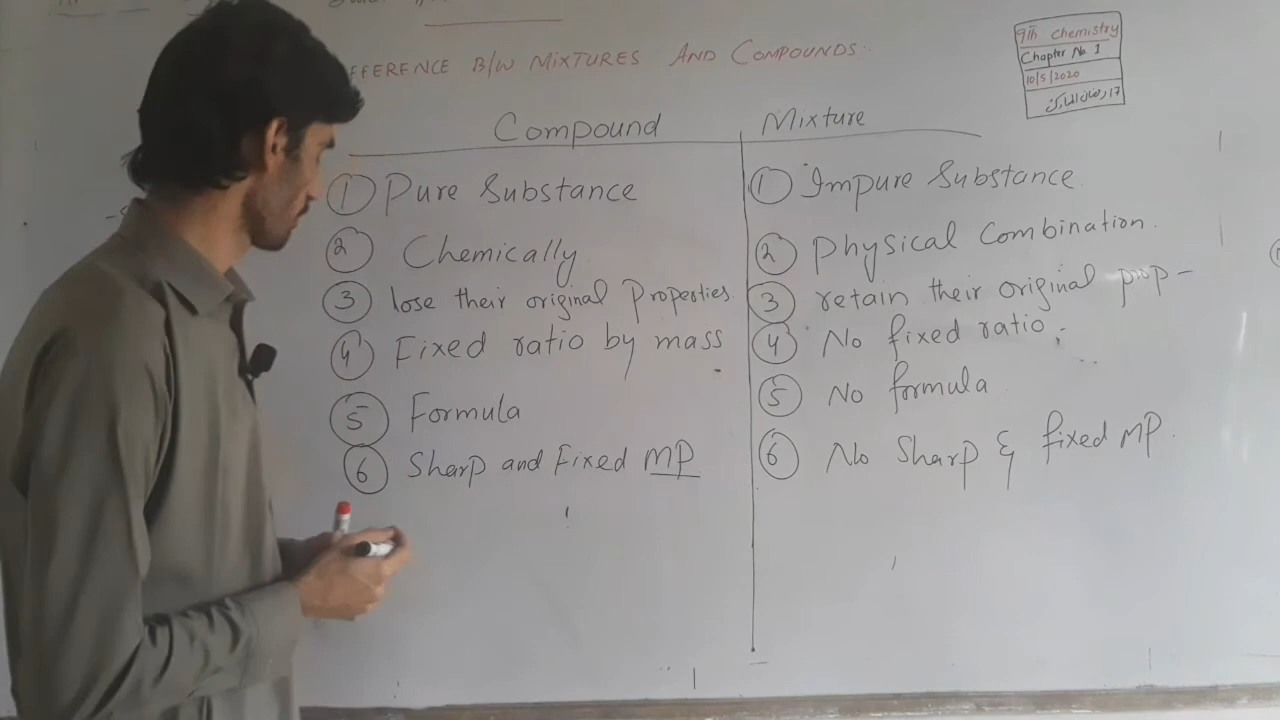 FFERENCE B/W MIXTURES AND COMPOUNDS
9th chemistry
Chapter No 1
10/5/2020
17 رمضان المبارک
Compound
Mixture
1 Pure Substance
1 Impure Substance
2 Chemically
2 Physical Combination.
3 lose their original Properties.
3 retain their original prop-
4 Fixed ratio by mass
4 No fixed ratio.
5 Formula
5 No formula
6 Sharp and Fixed MP
6 No Sharp & fixed MP.